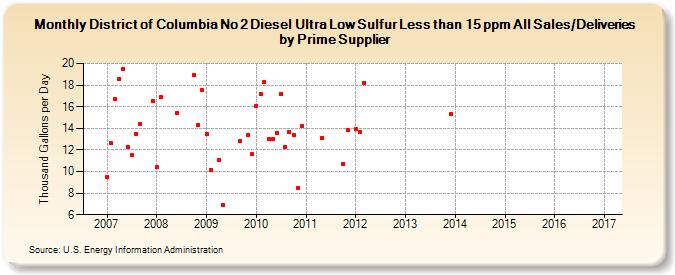 Monthly District of Columbia No 2 Diesel Ultra Low Sulfur Less than 15 ppm All Sales/Deliveries
by Prime Supplier
Thousand Gallons per Day
20
18
16
14
12
10
8
6
2007 2008 2009 2010 2011 2012 2013 2014 2015 2016 2017
Source: U.S. Energy Information Administration